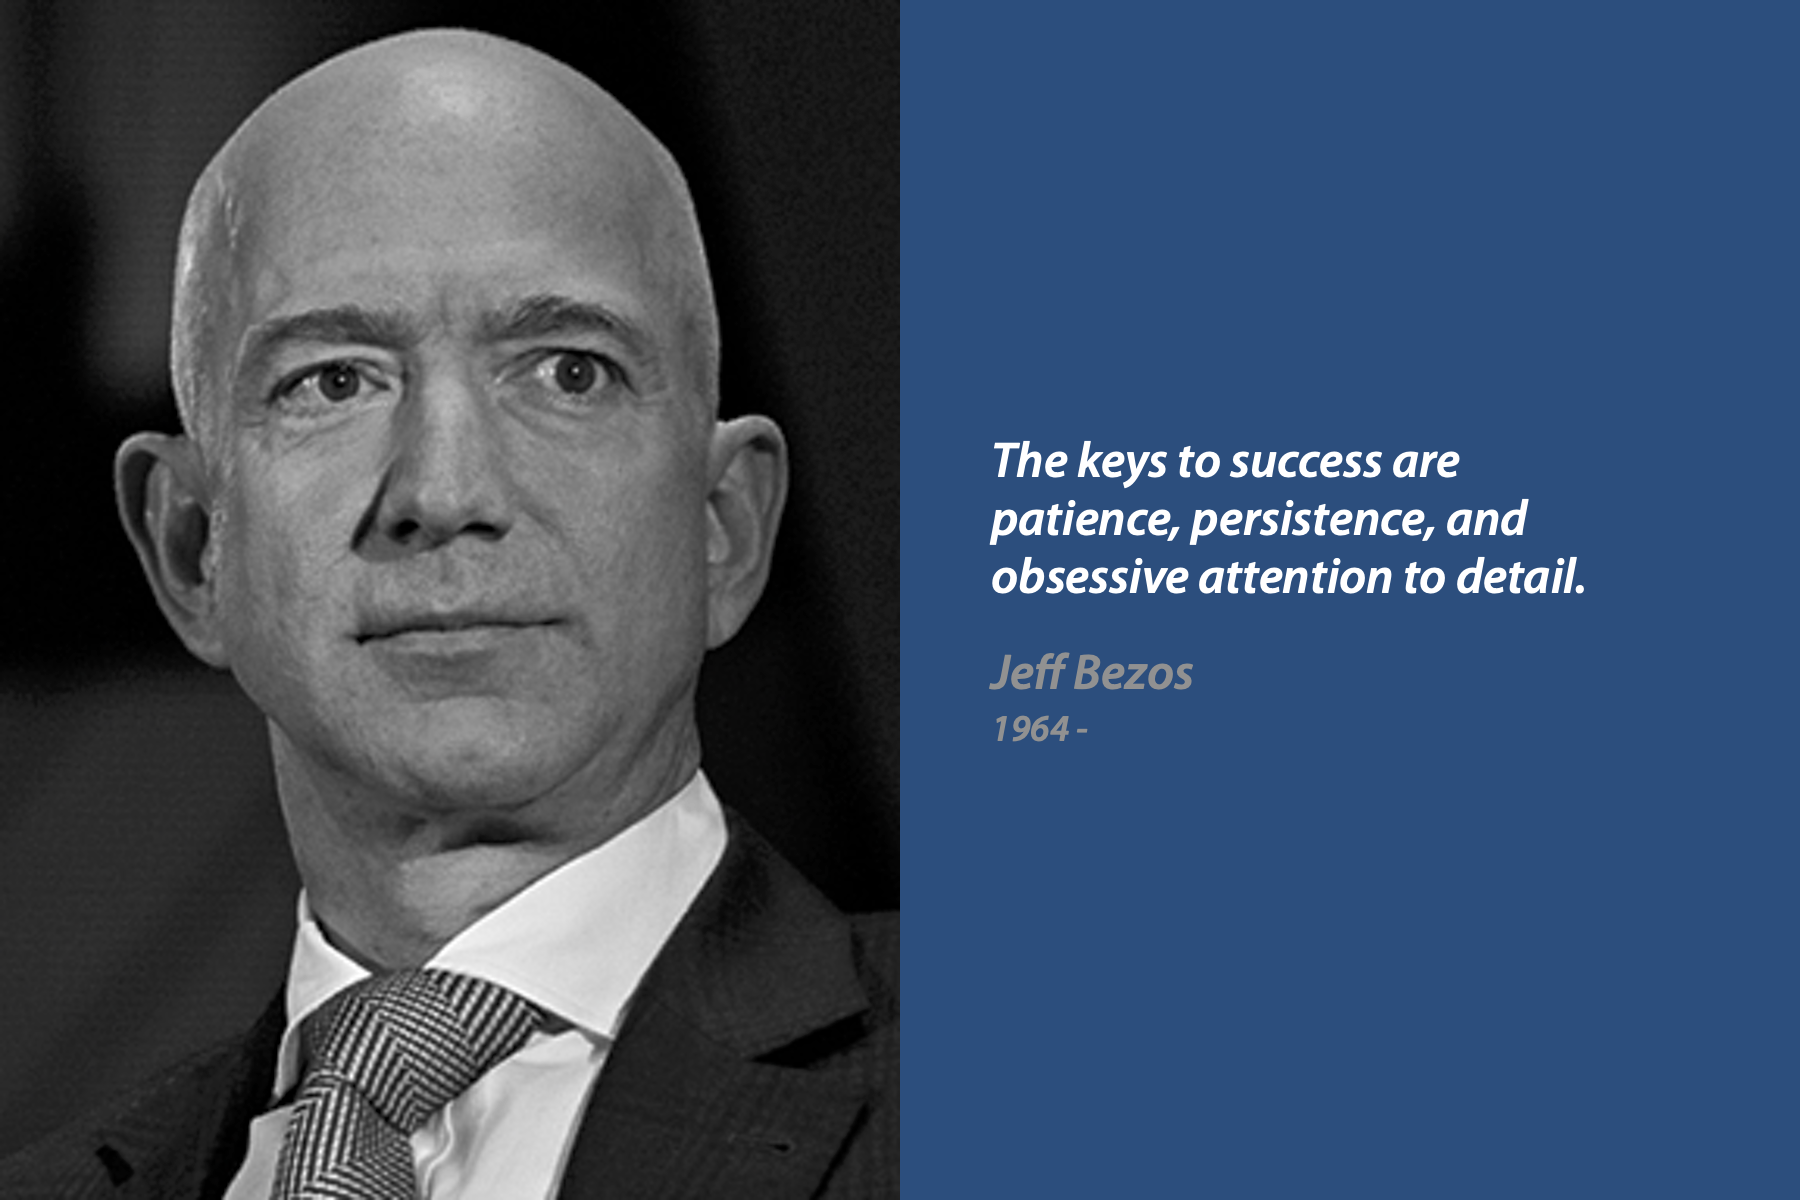 The keys to success are
patience, persistence, and
obsessive attention to detail.
Jeff Bezos
1964 -